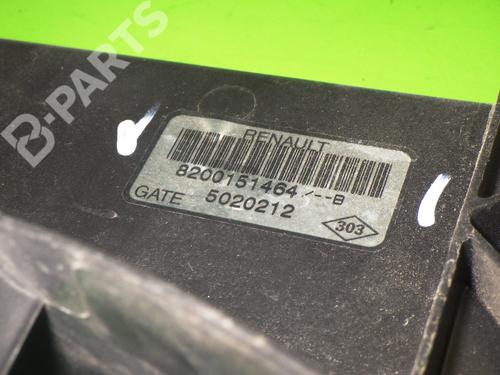 B-PARTS
RENAULT
8200151464/--B
GATE 5020212
303